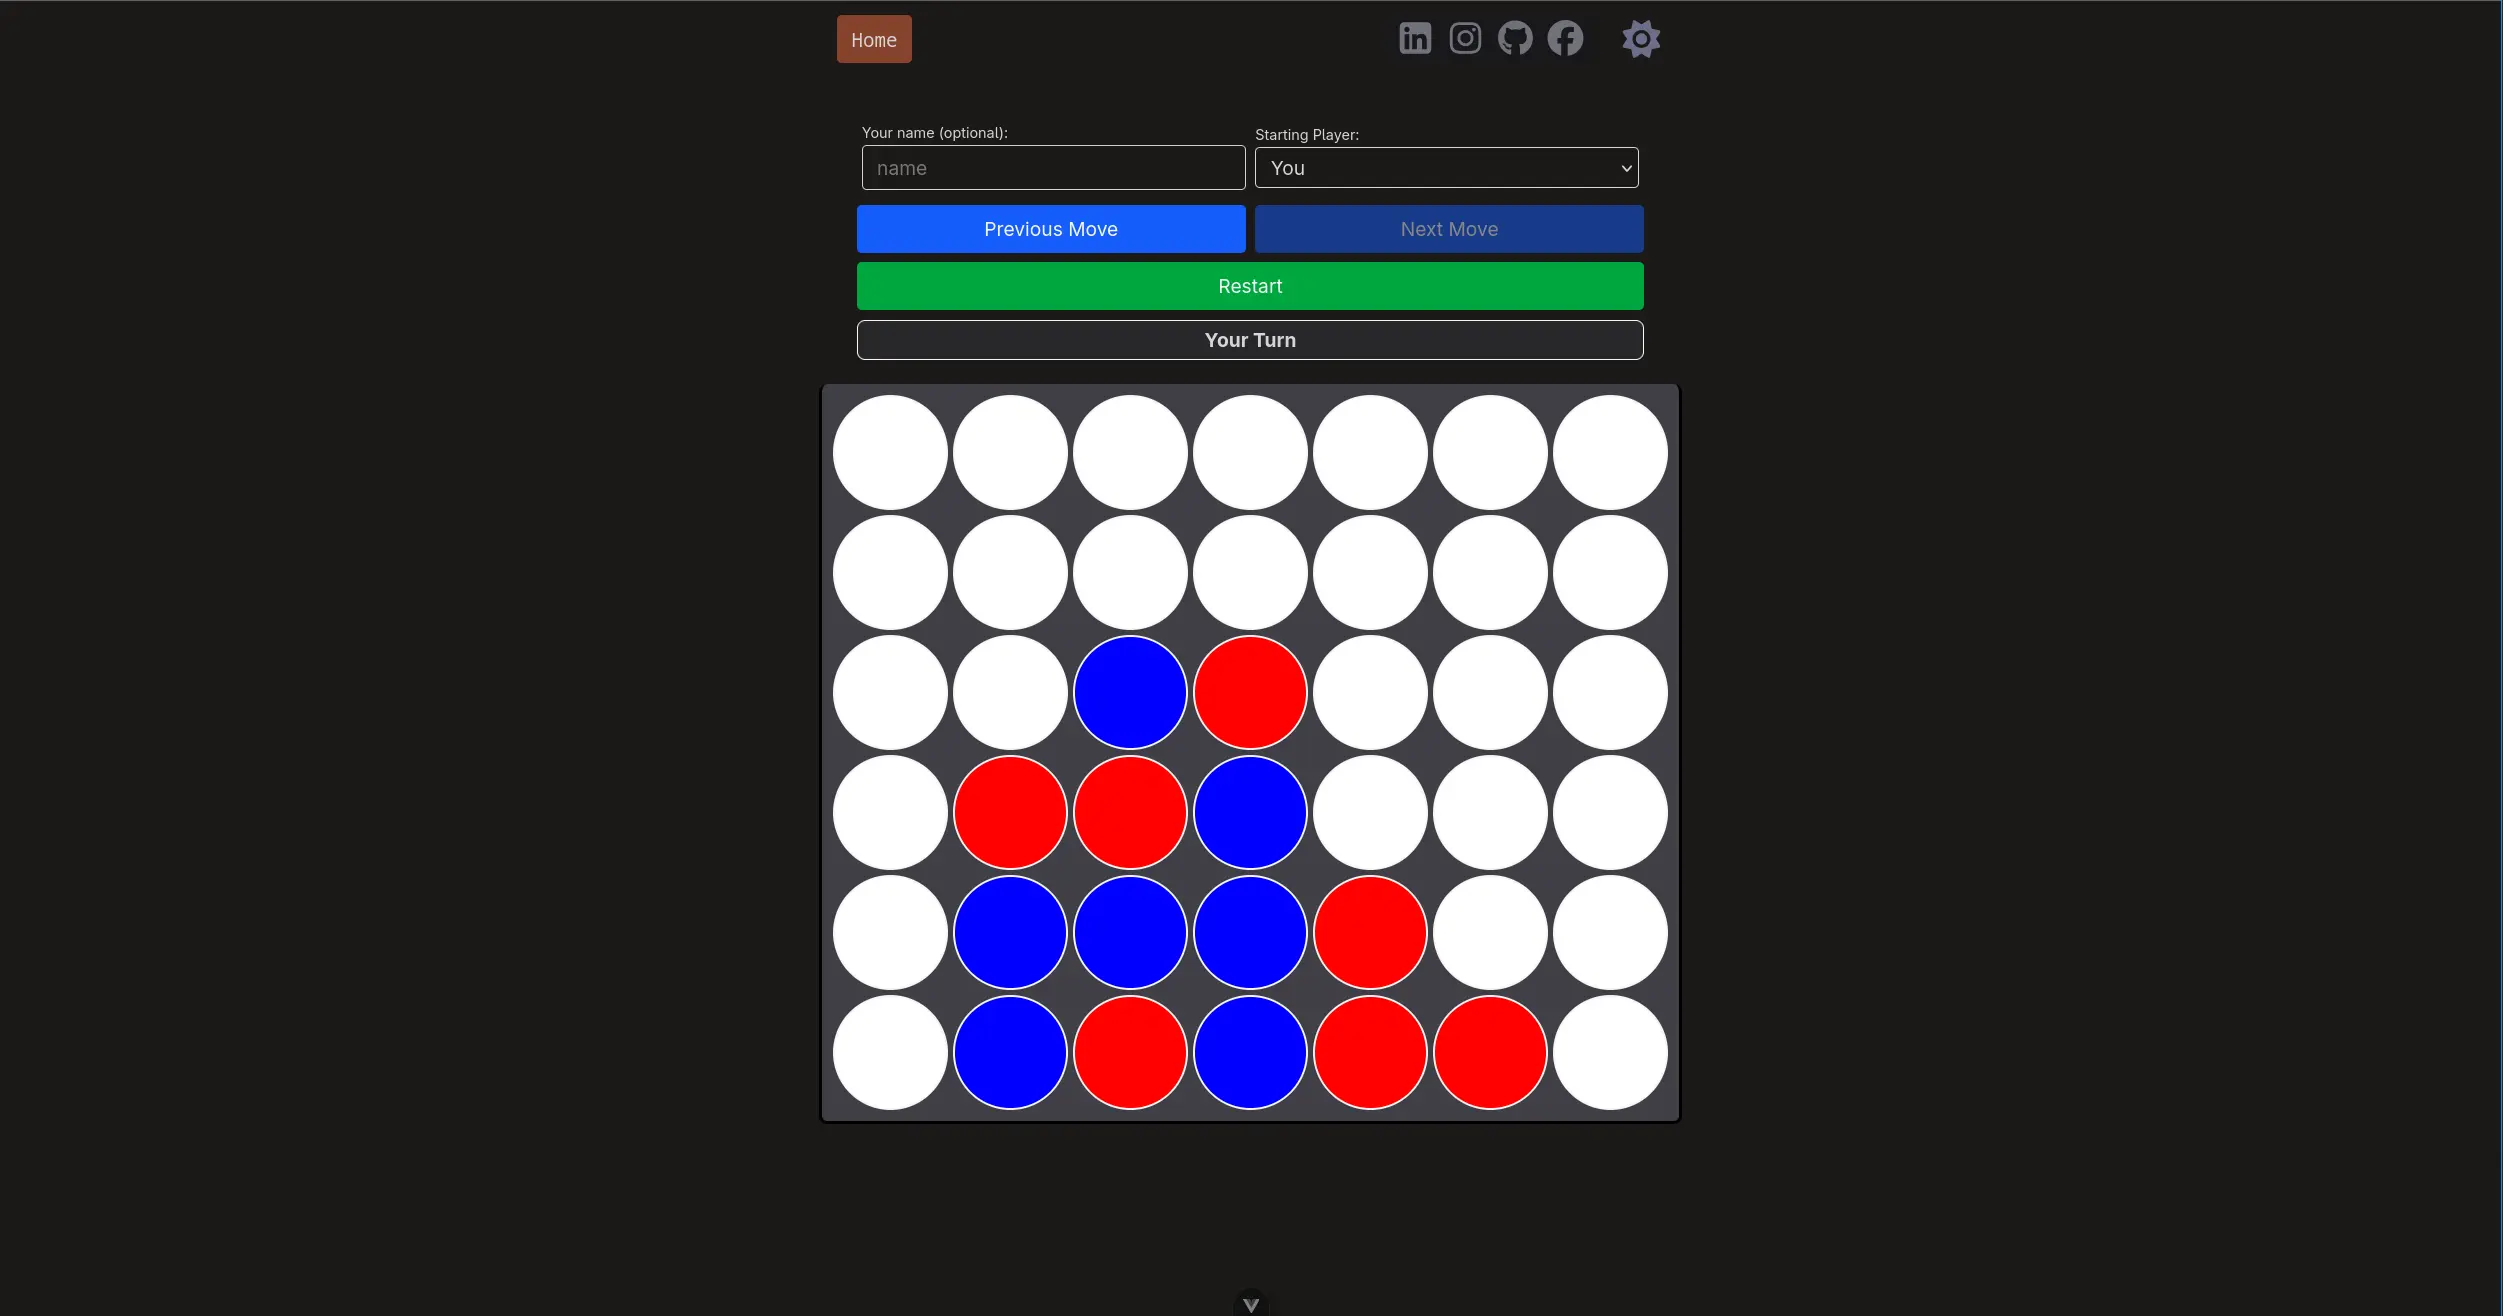 Home
Your name (optional):
name
Starting Player:
You
Previous Move
Next Move
Restart
Your Turn